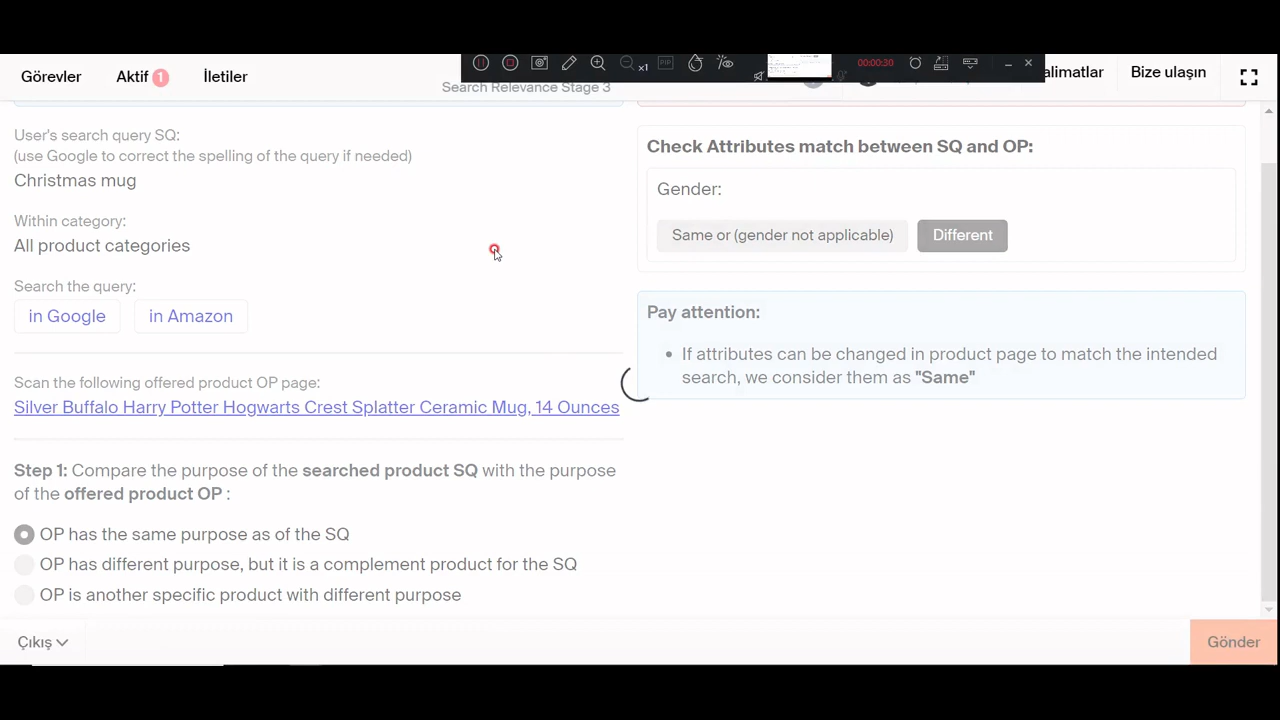 Görevler
Aktif 1
İletiler
x1
PIP
00:00:30
alimatlar
Bize ulaşın
Search Relevance Stage 3
User's search query SQ:
(use Google to correct the spelling of the query if needed)
Christmas mug
Within category:
All product categories
Search the query:
in Google
in Amazon
Scan the following offered product OP page:
Silver Buffalo Harry Potter Hogwarts Crest Splatter Ceramic Mug, 14 Ounces
Step 1: Compare the purpose of the searched product SQ with the purpose
of the offered product OP :
OP has the same purpose as of the SQ
OP has different purpose, but it is a complement product for the SQ
OP is another specific product with different purpose
Check Attributes match between SQ and OP:
Gender:
Same or (gender not applicable)
Different
Pay attention:
• If attributes can be changed in product page to match the intended
search, we consider them as "Same"
Çıkış
Gönder